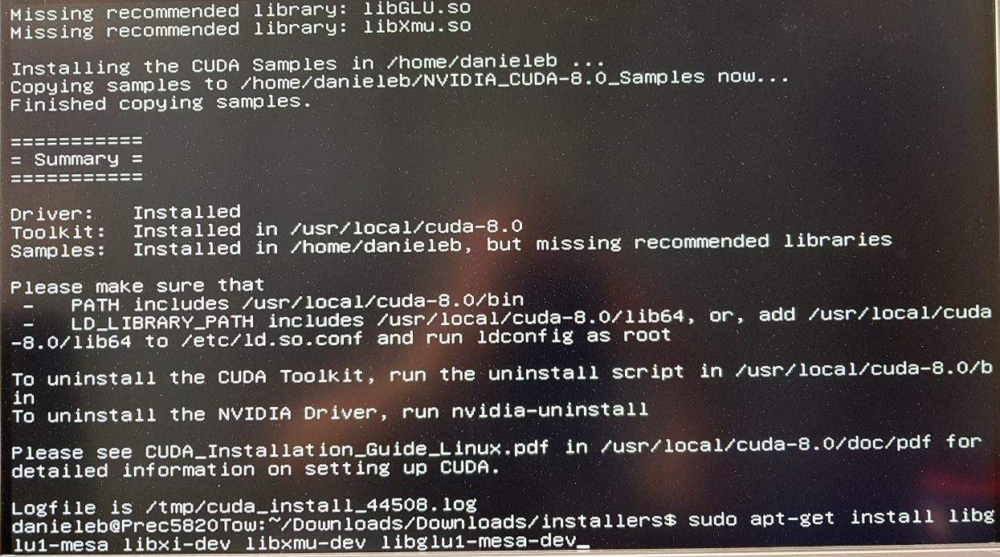 Missing recommended library: libGLU.so
Missing recommended library: libXmu.so
Installing the CUDA Samples in /home/danieleb ...
Copying samples to /home/danieleb/NVIDIA_CUDA-8.0_Samples now...
Finished copying samples.
===========
= Summary =
===========
Driver:   Installed
Toolkit:  Installed in /usr/local/cuda-8.0
Samples:  Installed in /home/danieleb, but missing recommended libraries
Please make sure that
 -   PATH includes /usr/local/cuda-8.0/bin
 -   LD_LIBRARY_PATH includes /usr/local/cuda-8.0/lib64, or, add /usr/local/cuda
-8.0/lib64 to /etc/ld.so.conf and run ldconfig as root
To uninstall the CUDA Toolkit, run the uninstall script in /usr/local/cuda-8.0/b
in
To uninstall the NVIDIA Driver, run nvidia-uninstall
Please see CUDA_Installation_Guide_Linux.pdf in /usr/local/cuda-8.0/doc/pdf for
detailed information on setting up CUDA.
Logfile is /tmp/cuda_install_44508.log
danieleb@Prec5820Tow:~/Downloads/Downloads/installers$ sudo apt-get install libg
lu1-mesa libxi-dev libxmu-dev libglu1-mesa-dev_